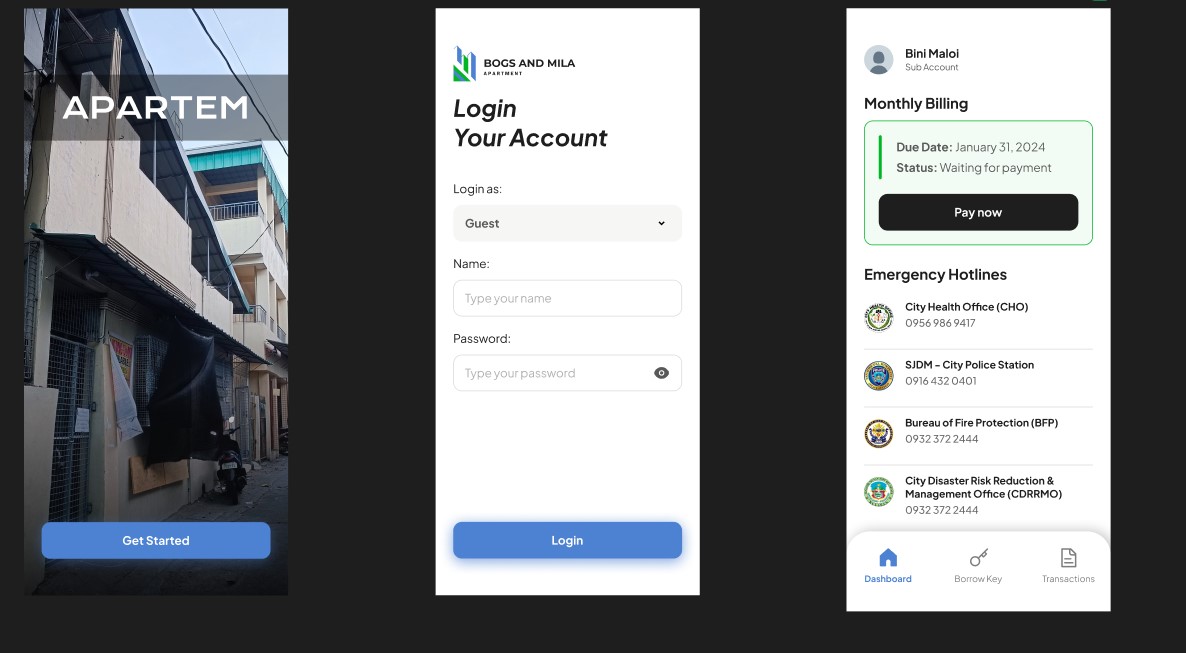 APARTEM
Get Started
BOGS AND MILA
APARTMENT
Login
Your Account
Login as:
Guest
Name:
Type your name
Password:
Type your password
Login
Bini Maloi
Sub Account
Monthly Billing
Due Date: January 31, 2024
Status: Waiting for payment
Pay now
Emergency Hotlines
City Health Office (CHO)
0956 986 9417
SJDM - City Police Station
0916 432 0401
Bureau of Fire Protection (BFP)
0932 372 2444
City Disaster Risk Reduction &
Management Office (CDRRMO)
0932 372 2444
Dashboard
Borrow Key
Transactions